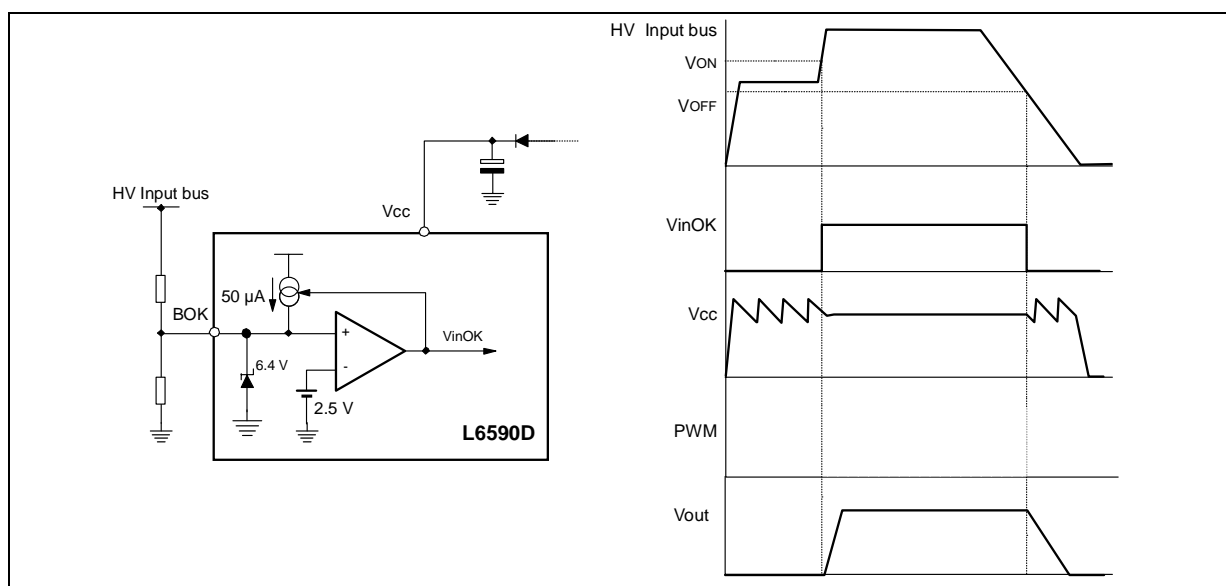 HV Input bus
Vcc
50 µA
BOK
6.4 V
+
-
2.5 V
VinOK
L6590D
HV Input bus
VON
VOFF
VinOK
Vcc
PWM
Vout